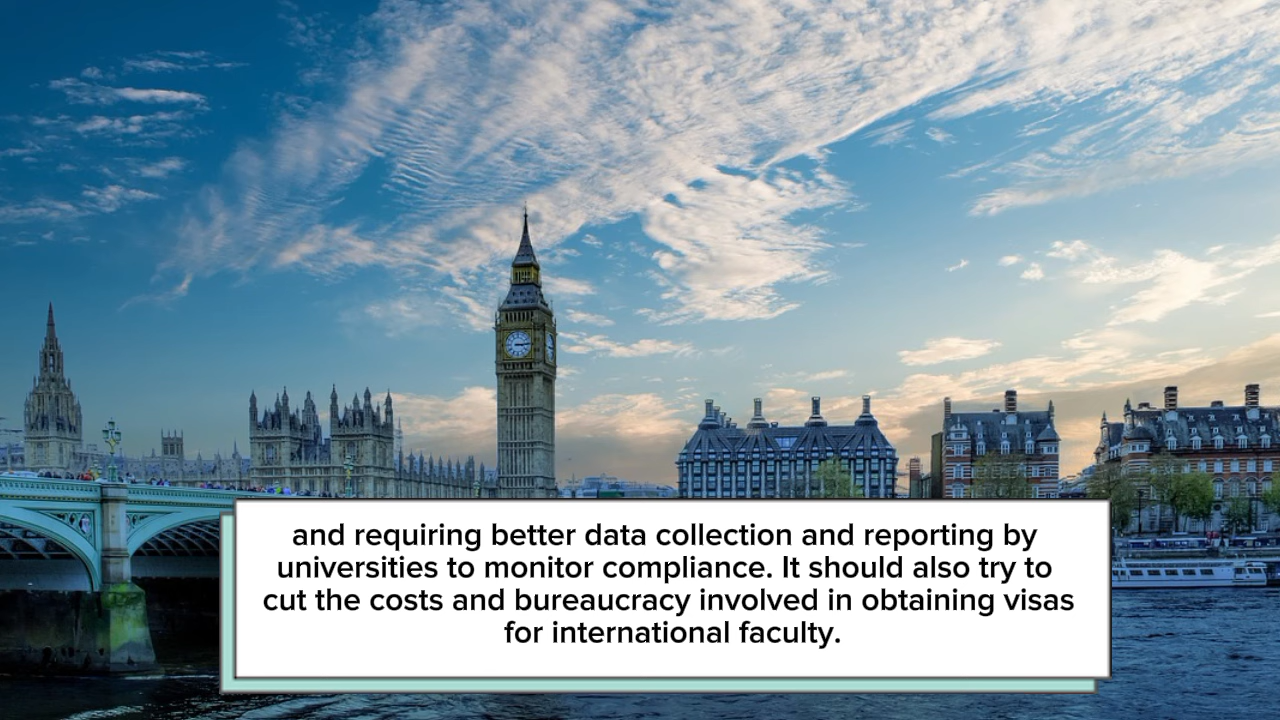 and requiring better data collection and reporting by
universities to monitor compliance. It should also try to
cut the costs and bureaucracy involved in obtaining visas
for international faculty.